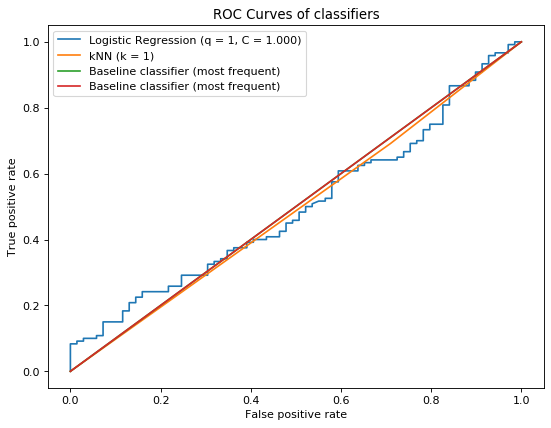 ROC Curves of classifiers
Logistic Regression (q = 1, C = 1.000)
kNN (k = 1)
Baseline classifier (most frequent)
Baseline classifier (most frequent)
True positive rate
1.0
0.8
0.6
0.4
0.2
0.0
0.0 0.2 0.4 0.6 0.8 1.0
False positive rate